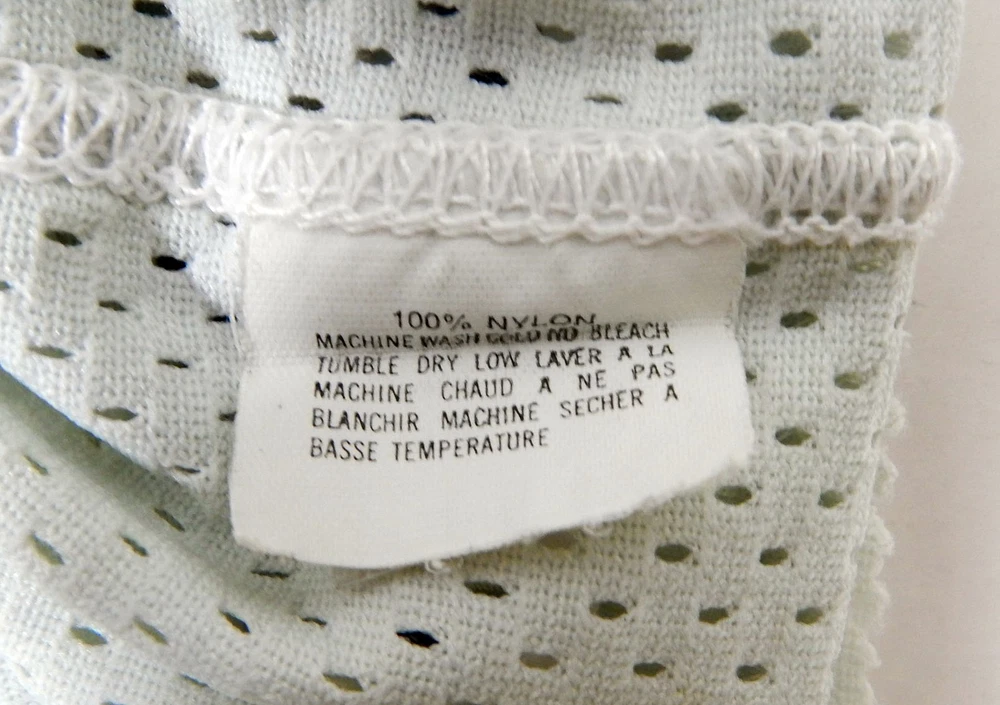 100% NYLON
MACHINE WASH COLD NO BLEACH
TUMBLE DRY LOW LAVER A LA
MACHINE CHAUD A NE PAS
BLANCHIR MACHINE SECHER A
BASSE TEMPERATURE